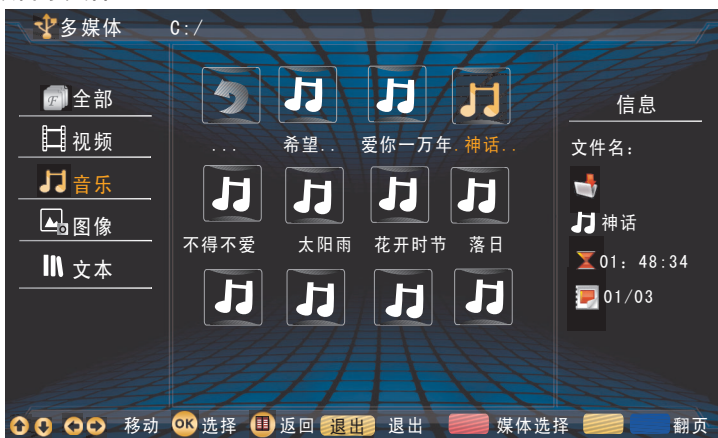 多媒体 C:/
全部
视频
音乐
图像
文本
... 希望.. 爱你一万年. 神话..
不得不爱 太阳雨 花开时节 落日
信息
文件名：
神话
01：48:34
01/03
移动 OK 选择 返回 退出 退出 媒体选择 翻页